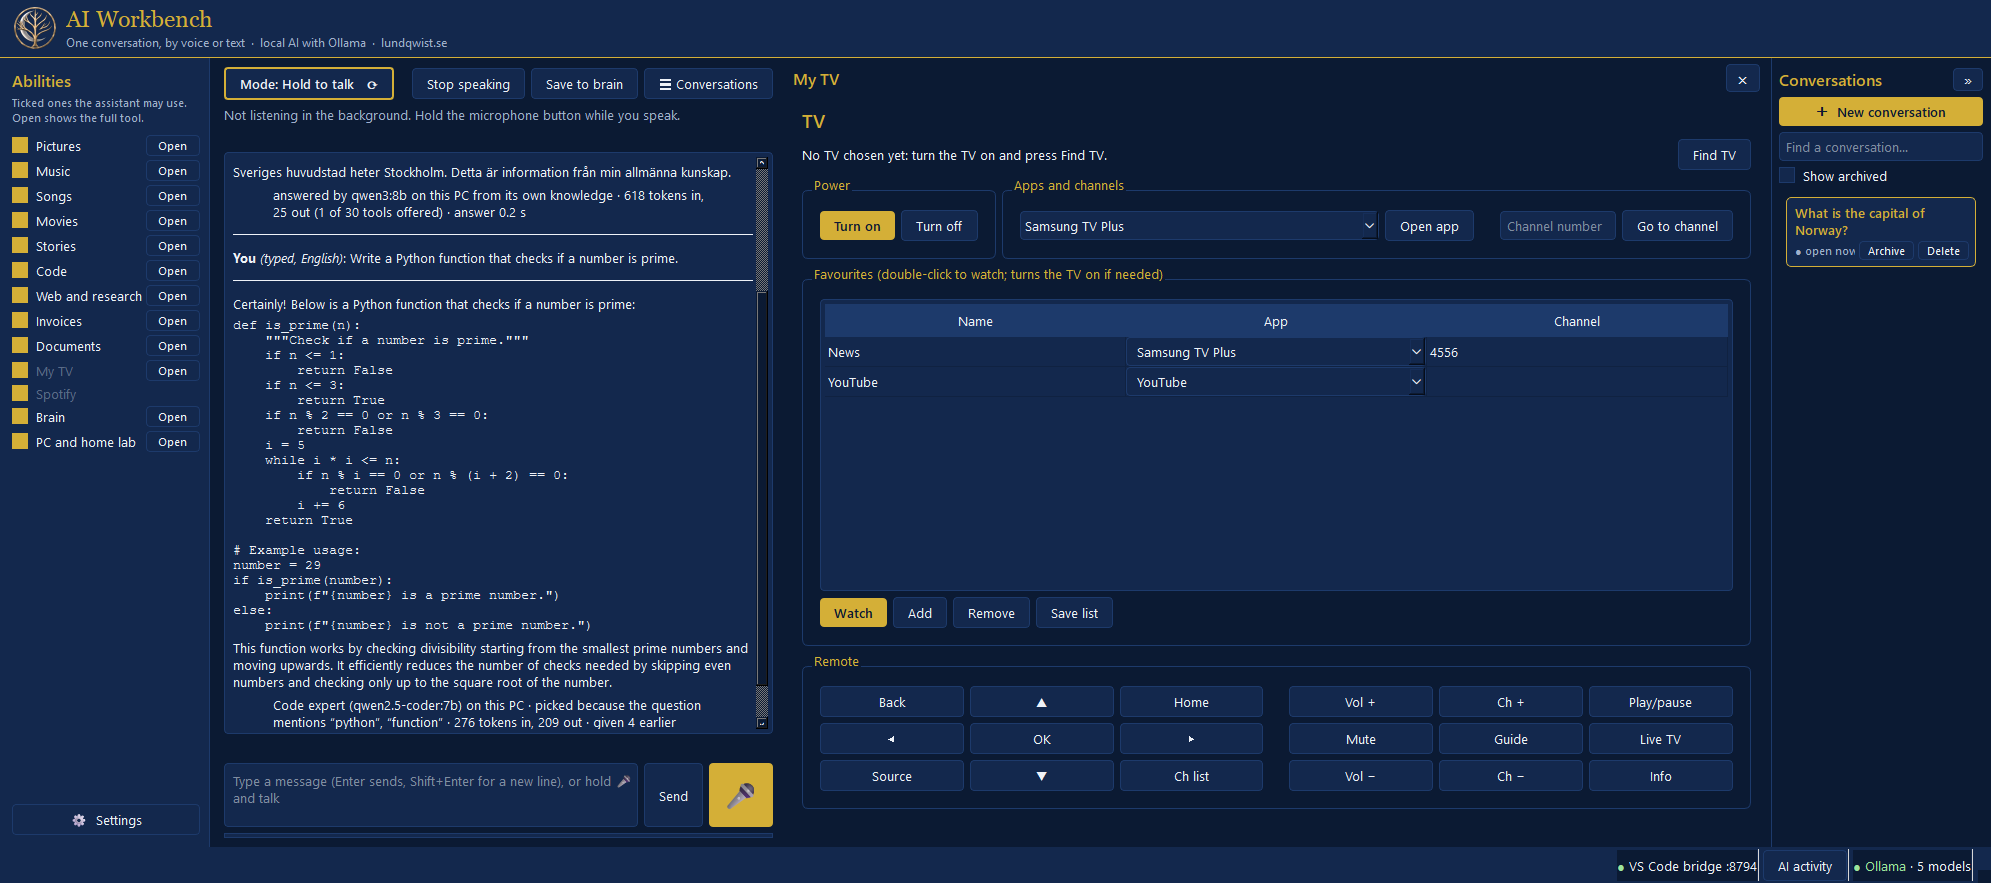 AI Workbench
One conversation, by voice or text · local AI with Ollama · lundqwist.se
Abilities
Ticked ones the assistant may use.
Open shows the full tool.
Pictures Open
Music Open
Songs Open
Movies Open
Stories Open
Code Open
Web and research Open
Invoices Open
Documents Open
My TV Open
Spotify
Brain Open
PC and home lab Open
Settings
Mode: Hold to talk ⟳ Stop speaking Save to brain ☰ Conversations
Not listening in the background. Hold the microphone button while you speak.
Sveriges huvudstad heter Stockholm. Detta är information från min allmänna kunskap.
answered by qwen3:8b on this PC from its own knowledge · 618 tokens in,
25 out (1 of 30 tools offered) · answer 0.2 s
You (typed, English): Write a Python function that checks if a number is prime.
Certainly! Below is a Python function that checks if a number is prime:
def is_prime(n):
    """Check if a number is prime."""
    if n <= 1:
        return False
    if n <= 3:
        return True
    if n % 2 == 0 or n % 3 == 0:
        return False
    i = 5
    while i * i <= n:
        if n % i == 0 or n % (i + 2) == 0:
            return False
        i += 6
    return True
# Example usage:
number = 29
if is_prime(number):
    print(f"{number} is a prime number.")
else:
    print(f"{number} is not a prime number.")
This function works by checking divisibility starting from the smallest prime numbers and
moving upwards. It efficiently reduces the number of checks needed by skipping even
numbers and checking only up to the square root of the number.
Code expert (qwen2.5-coder:7b) on this PC · picked because the question
mentions “python”, “function” · 276 tokens in, 209 out · given 4 earlier
Type a message (Enter sends, Shift+Enter for a new line), or hold 🎤
and talk
Send
My TV ×
TV
No TV chosen yet: turn the TV on and press Find TV. Find TV
Power
Turn on Turn off
Apps and channels
Samsung TV Plus Open app Channel number Go to channel
Favourites (double-click to watch; turns the TV on if needed)
Name App Channel
News Samsung TV Plus 4556
YouTube YouTube
Watch Add Remove Save list
Remote
Back ▲ Home Vol + Ch + Play/pause
◂ OK ▸ Mute Guide Live TV
Source ▼ Ch list Vol − Ch − Info
Conversations »
+ New conversation
Find a conversation...
Show archived
What is the capital of
Norway?
● open now Archive Delete
● VS Code bridge :8794 AI activity ● Ollama · 5 models